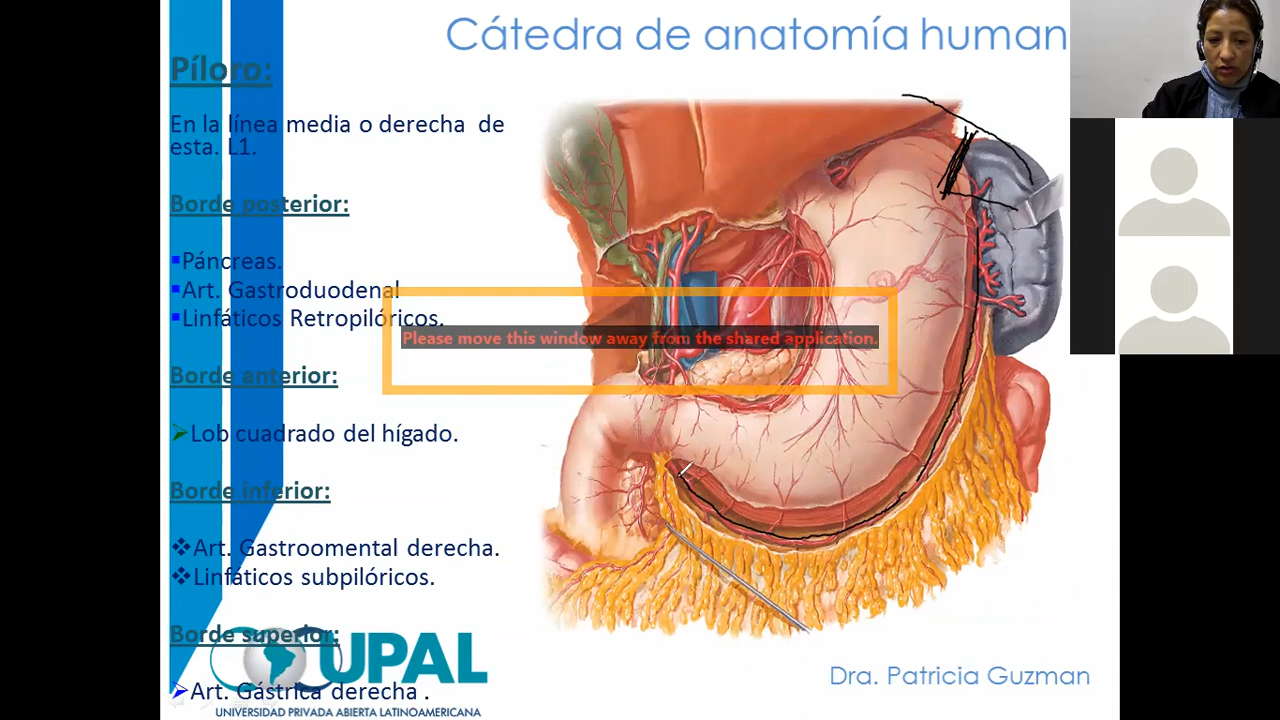 Cátedra de anatomía human
Píloro:
En la línea media o derecha de
esta. L1.
Borde posterior:
Páncreas.
Art. Gastroduodenal
Linfáticos Retropilóricos.
Please move this window away from the shared application.
Borde anterior:
Lob cuadrado del hígado.
Borde inferior:
Art. Gastroomental derecha.
Linfáticos subpilóricos.
Borde superior:
Art. Gástrica derecha .
UPAL
UNIVERSIDAD PRIVADA ABIERTA LATINOAMERICANA
Dra. Patricia Guzman